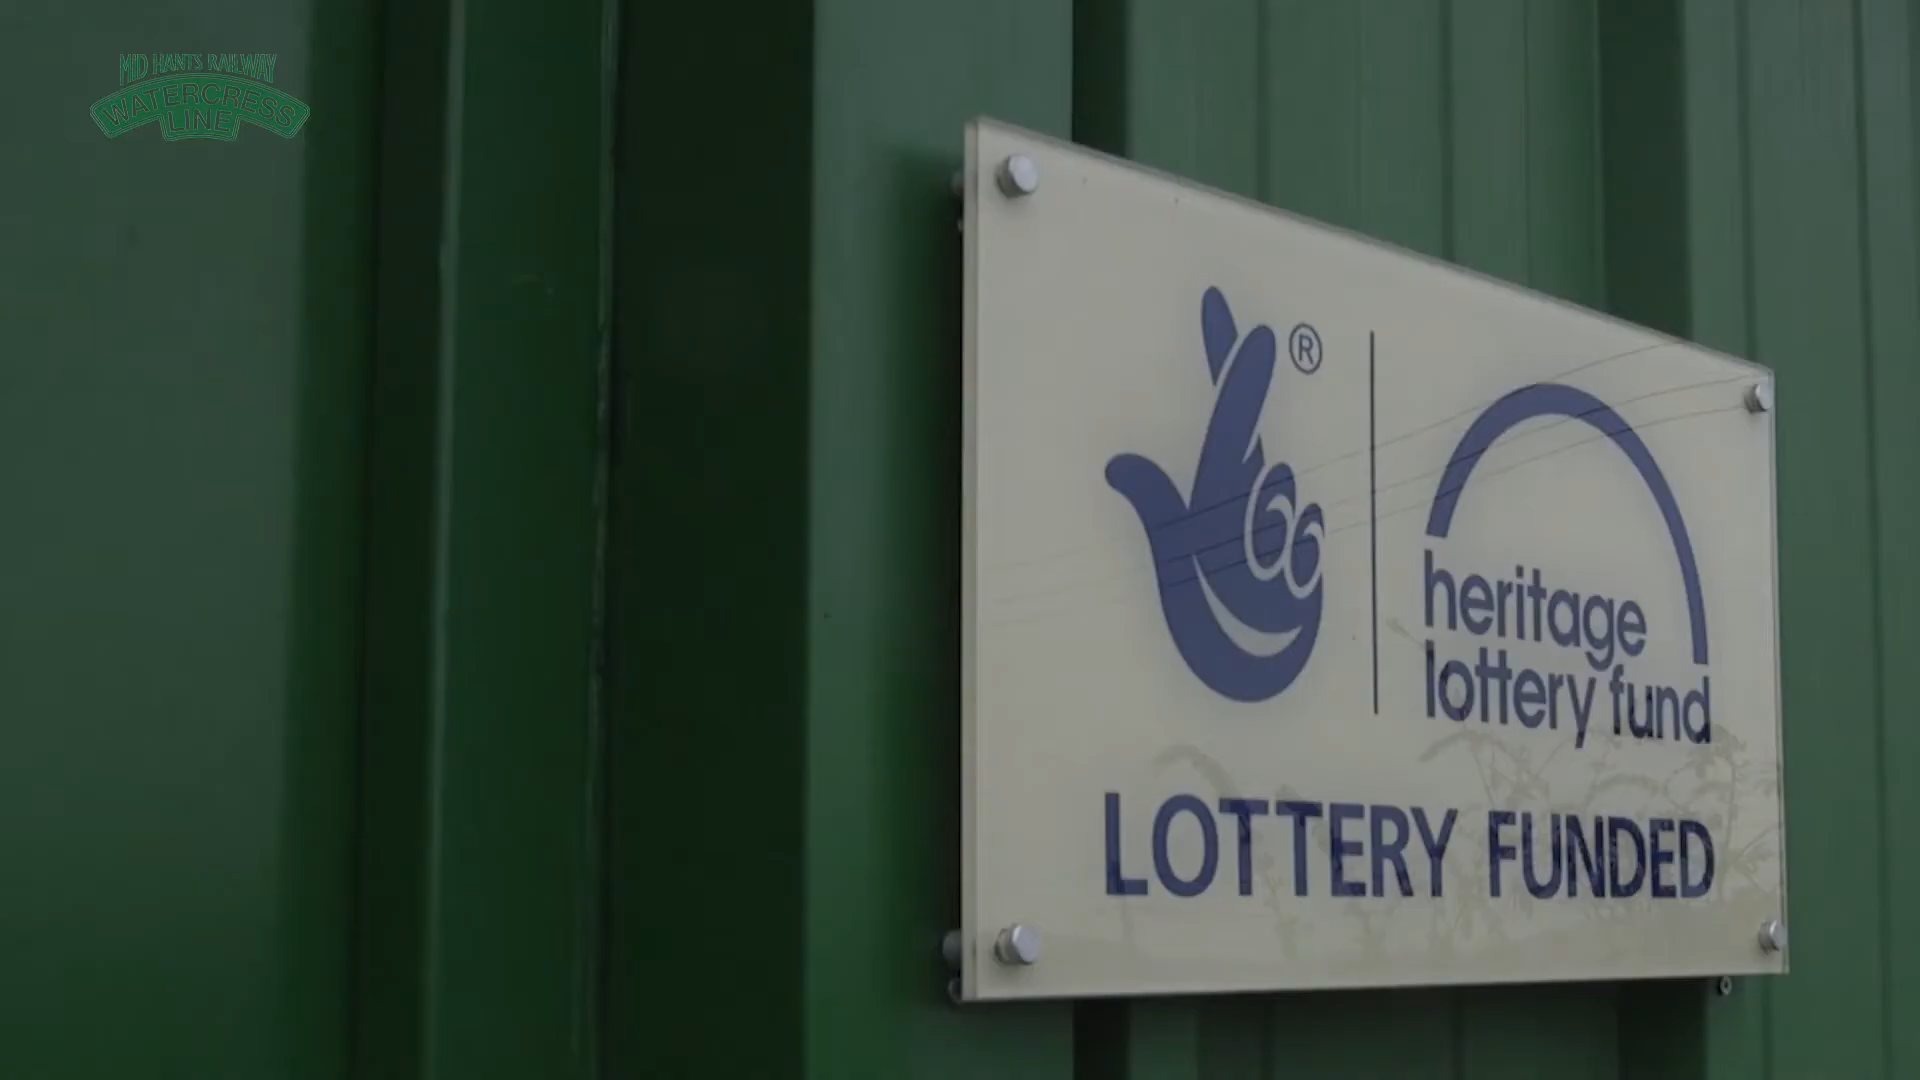 MID HANTS RAILWAY
WATERCRESS
LINE
®
heritage
lottery fund
LOTTERY FUNDED